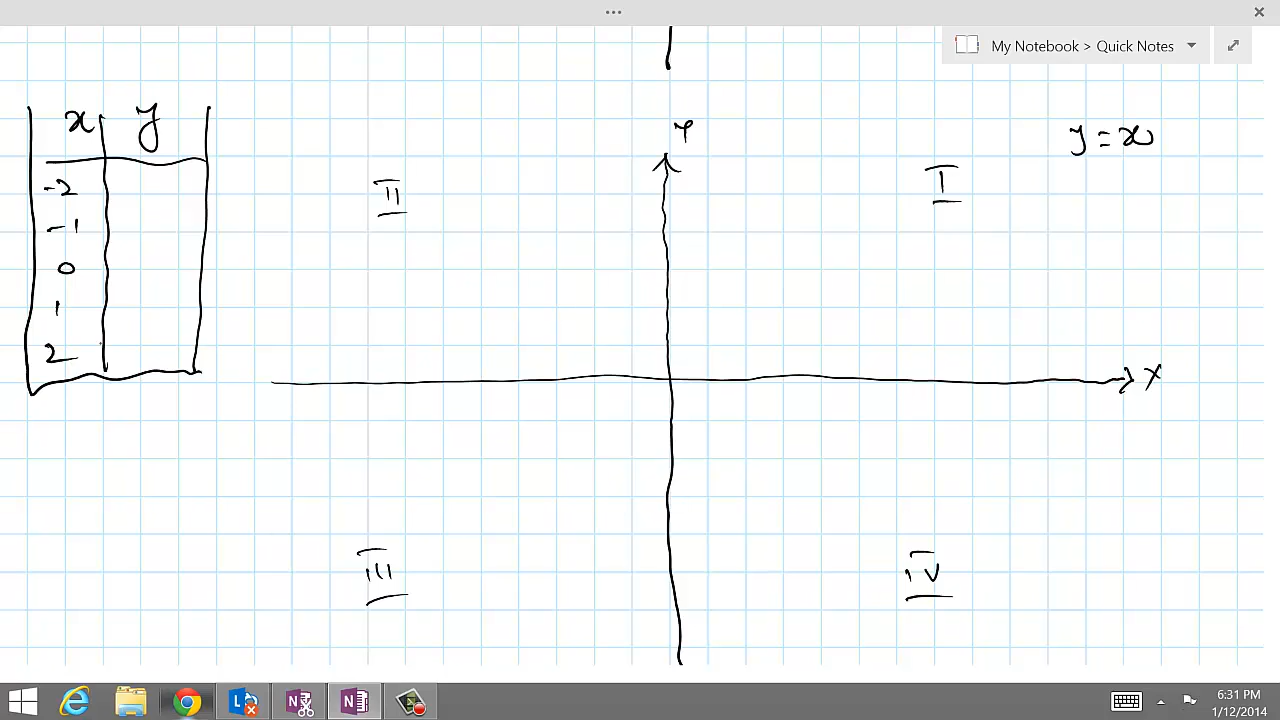 ...
My Notebook > Quick Notes
x y
-2
-1
0
1
2
Y
y = x
II
I
X
III
IV
6:31 PM
1/12/2014